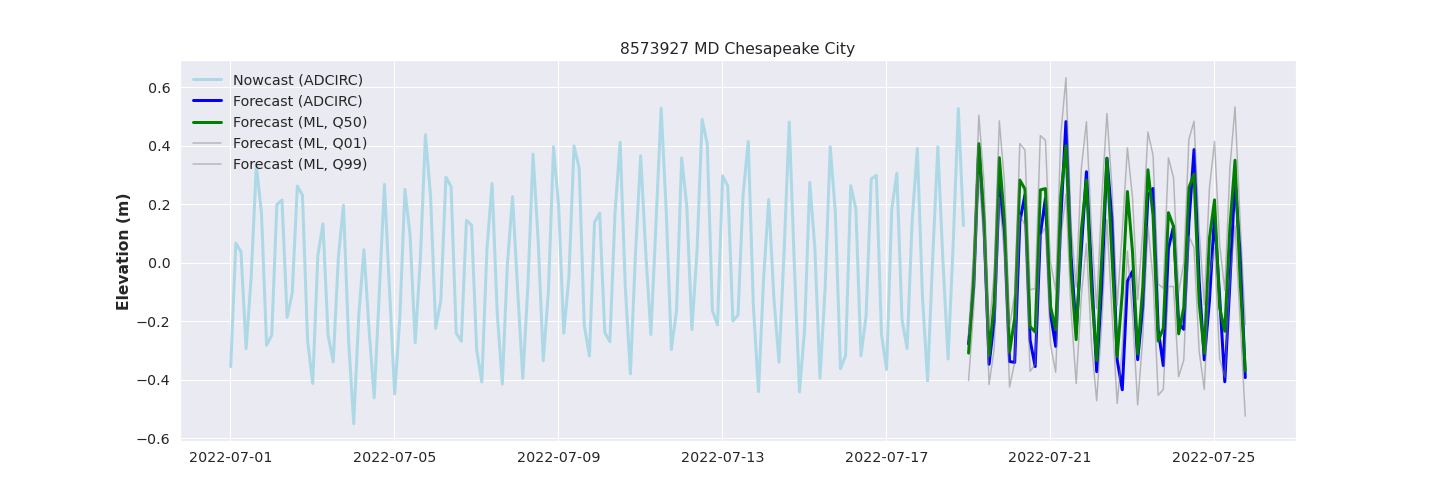 8573927 MD Chesapeake City
Nowcast (ADCIRC)
Forecast (ADCIRC)
Forecast (ML, Q50)
Forecast (ML, Q01)
Forecast (ML, Q99)
Elevation (m)
0.6
0.4
0.2
0.0
−0.2
−0.4
−0.6
2022-07-01 2022-07-05 2022-07-09 2022-07-13 2022-07-17 2022-07-21 2022-07-25